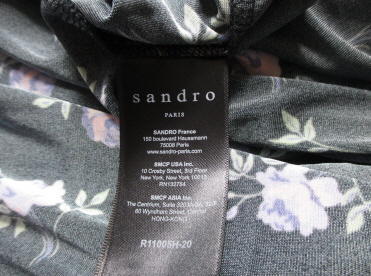 sandro
PARIS
SANDRO France
150 boulevard Haussmann
75008 Paris
www.sandro-paris.com
SMCP USA Inc.
10 Crosby Street, 3rd Floor
New York, New York 10013
RN133784
SMCP ASIA Inc.
The Centrium, Suite
60 Wyndham Street, Central
HONG-KONG
R11005H-20